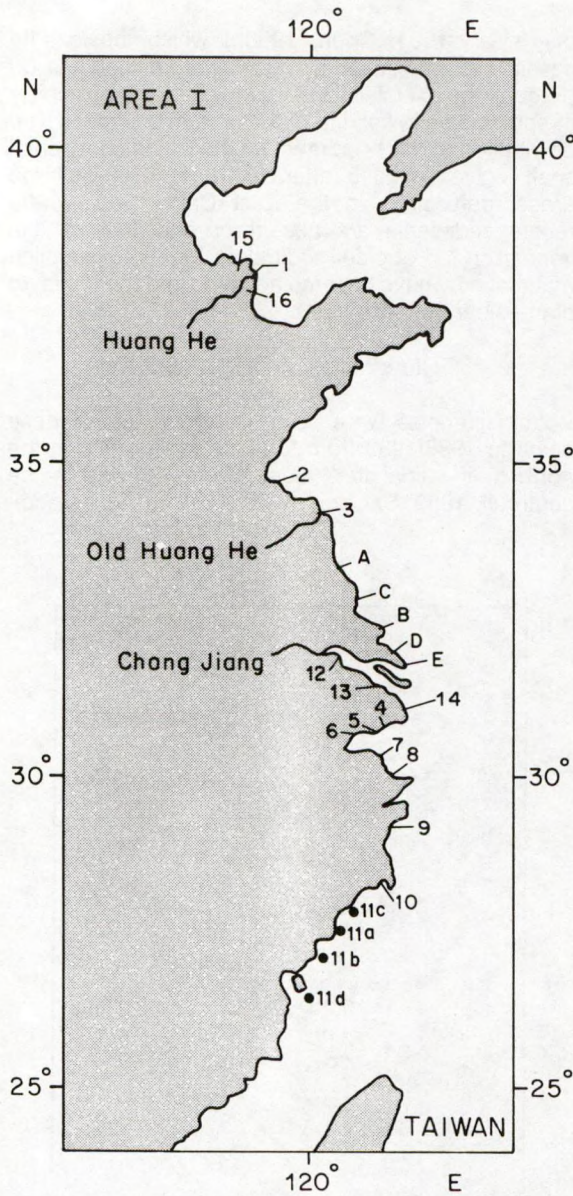 120° E
N N
AREA I
40° 40°
15
1
16
Huang He
35° 35°
2
3
Old Huang He
A
C
B
D
Chang Jiang
E
12
13
14
4
5
6
7
8
30° 30°
9
10
11c
11a
11b
11d
25° 25°
TAIWAN
120° E